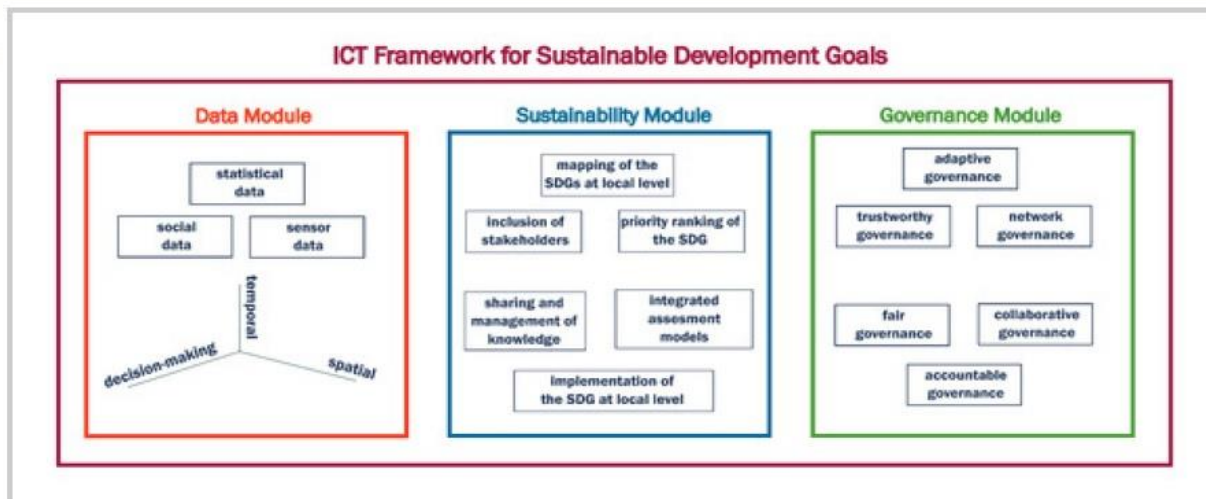 ICT Framework for Sustainable Development Goals
Data Module
statistical
data
social
data
sensor
data
temporal
decision-making
spatial
Sustainability Module
mapping of the
SDGs at local level
inclusion of
stakeholders
priority ranking of
the SDG
sharing and
management of
knowledge
integrated
assesment
models
implementation of
the SDG at local level
Governance Module
adaptive
governance
trustworthy
governance
network
governance
fair
governance
collaborative
governance
accountable
governance